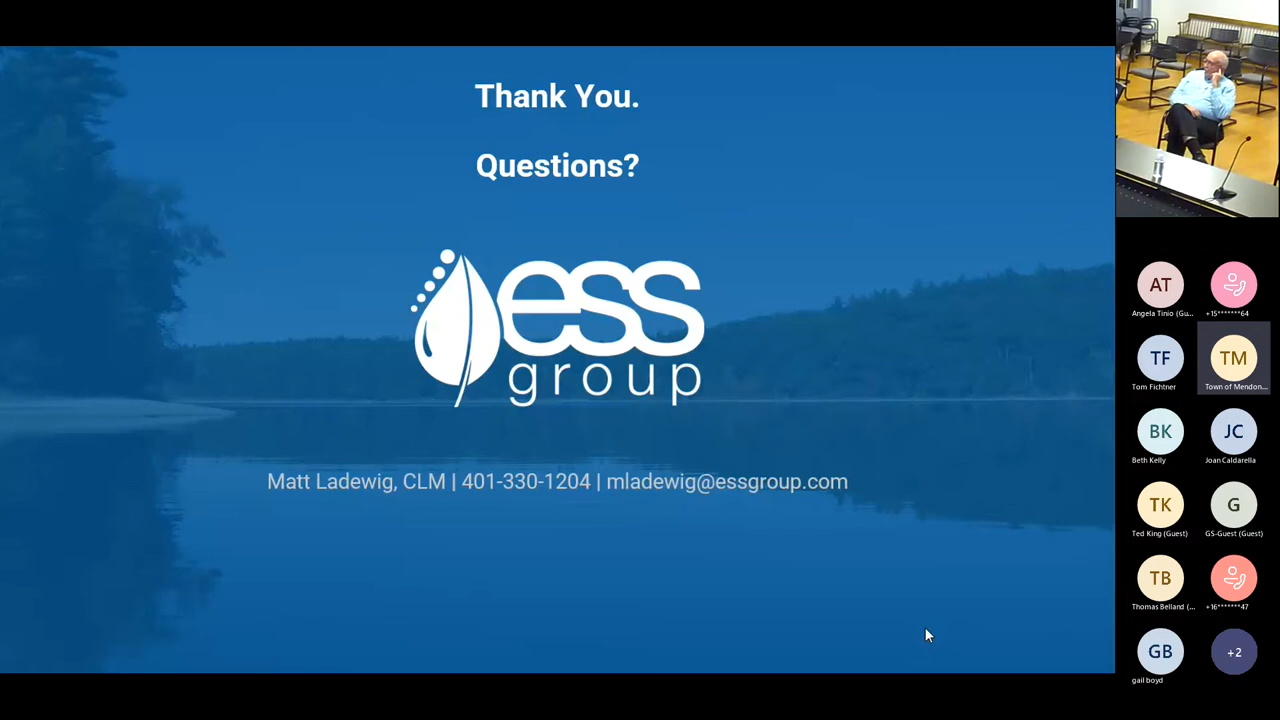 Thank You.
Questions?
ess
group
Matt Ladewig, CLM | 401-330-1204 | mladewig@essgroup.com
AT
Angela Tinio (Gu...
+15*******64
TF
Tom Fichtner
TM
Town of Mendon...
BK
Beth Kelly
JC
Joan Caldarella
TK
Ted King (Guest)
G
GS-Guest (Guest)
TB
Thomas Belland (...
+16*******47
GB
gail boyd
+2